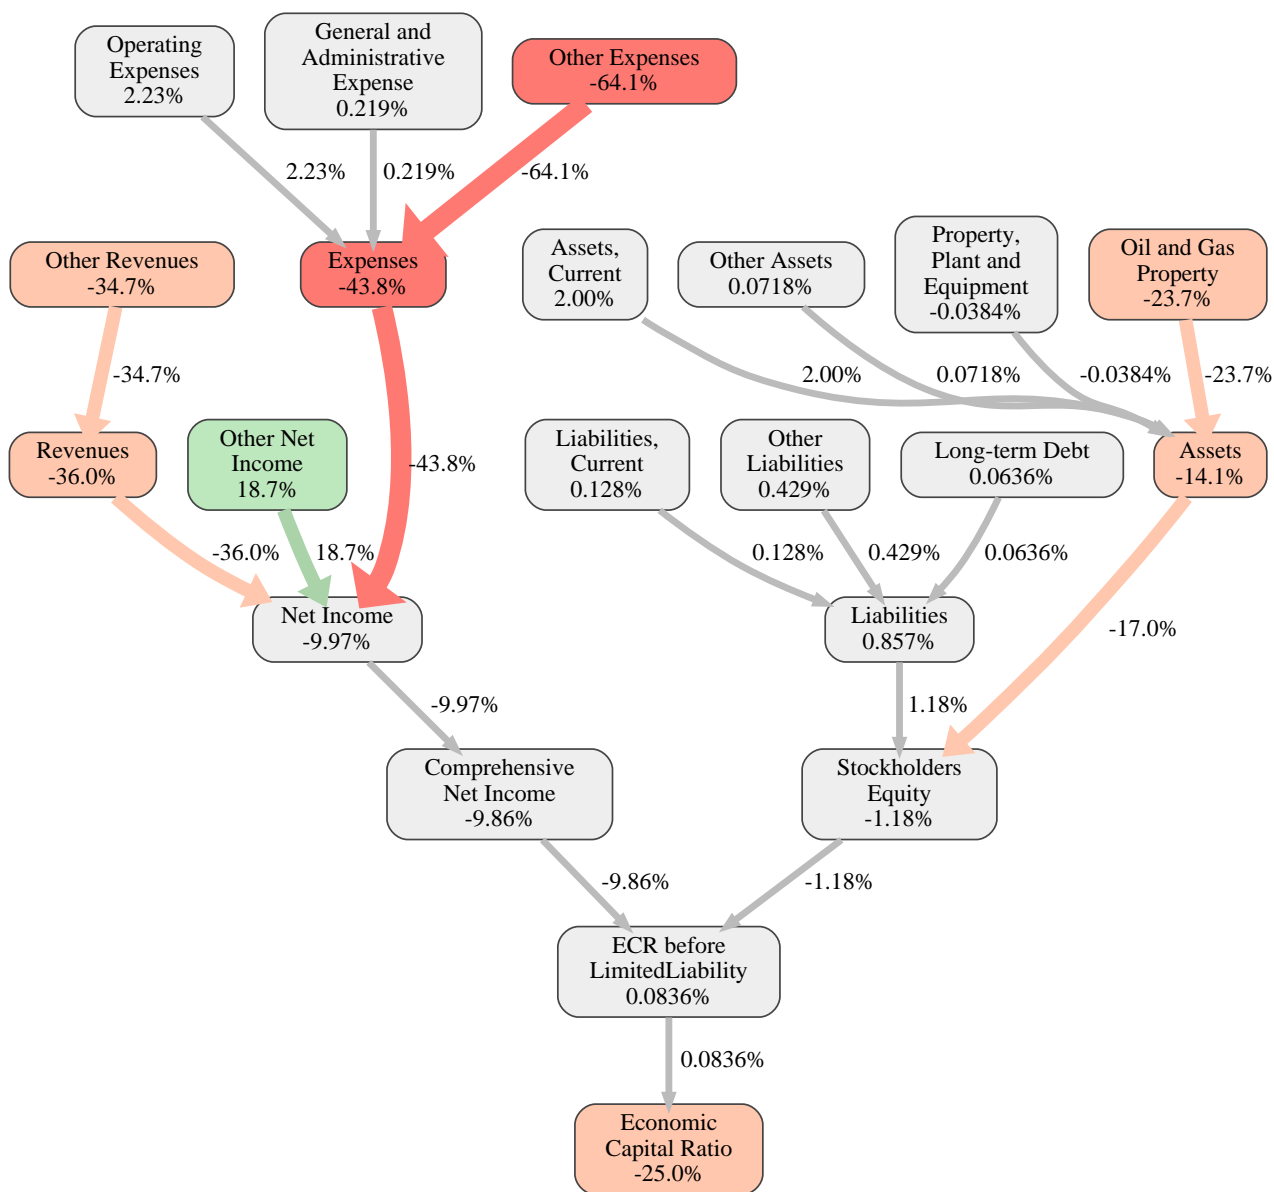 Operating
Expenses
2.23%
General and
Administrative
Expense
0.219%
Other Expenses
-64.1%
2.23%
0.219%
-64.1%
Other Revenues
-34.7%
Expenses
-43.8%
Assets,
Current
2.00%
Other Assets
0.0718%
Property,
Plant and
Equipment
-0.0384%
Oil and Gas
Property
-23.7%
-34.7%
2.00%
0.0718%
-0.0384%
-23.7%
Revenues
-36.0%
Other Net
Income
18.7%
-43.8%
Liabilities,
Current
0.128%
Other
Liabilities
0.429%
Long-term Debt
0.0636%
Assets
-14.1%
-36.0%
18.7%
0.128%
0.429%
0.0636%
Net Income
-9.97%
Liabilities
0.857%
-17.0%
-9.97%
1.18%
Comprehensive
Net Income
-9.86%
Stockholders
Equity
-1.18%
-9.86%
-1.18%
ECR before
LimitedLiability
0.0836%
0.0836%
Economic
Capital Ratio
-25.0%